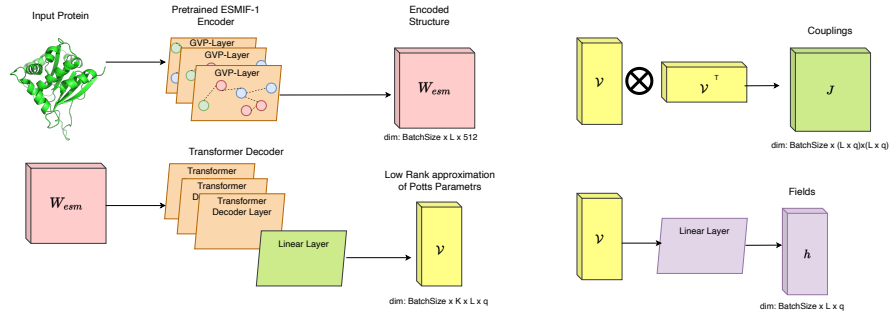 Input Protein
Pretrained ESMIF-1
Encoder
GVP-Layer
GVP-Layer
GVP-Layer
Encoded
Structure
W_esm
dim: BatchSize x L x 512
W_esm
Transformer Decoder
Transformer
Transformer
D
Transformer
Decoder Layer
Linear Layer
Low Rank approximation
of Potts Parametrs
V
dim: BatchSize x K x L x q
Couplings
V
⊗
V^T
J
dim: BatchSize x (L x q)x(L x q)
Fields
V
Linear Layer
h
dim: BatchSize x L x q